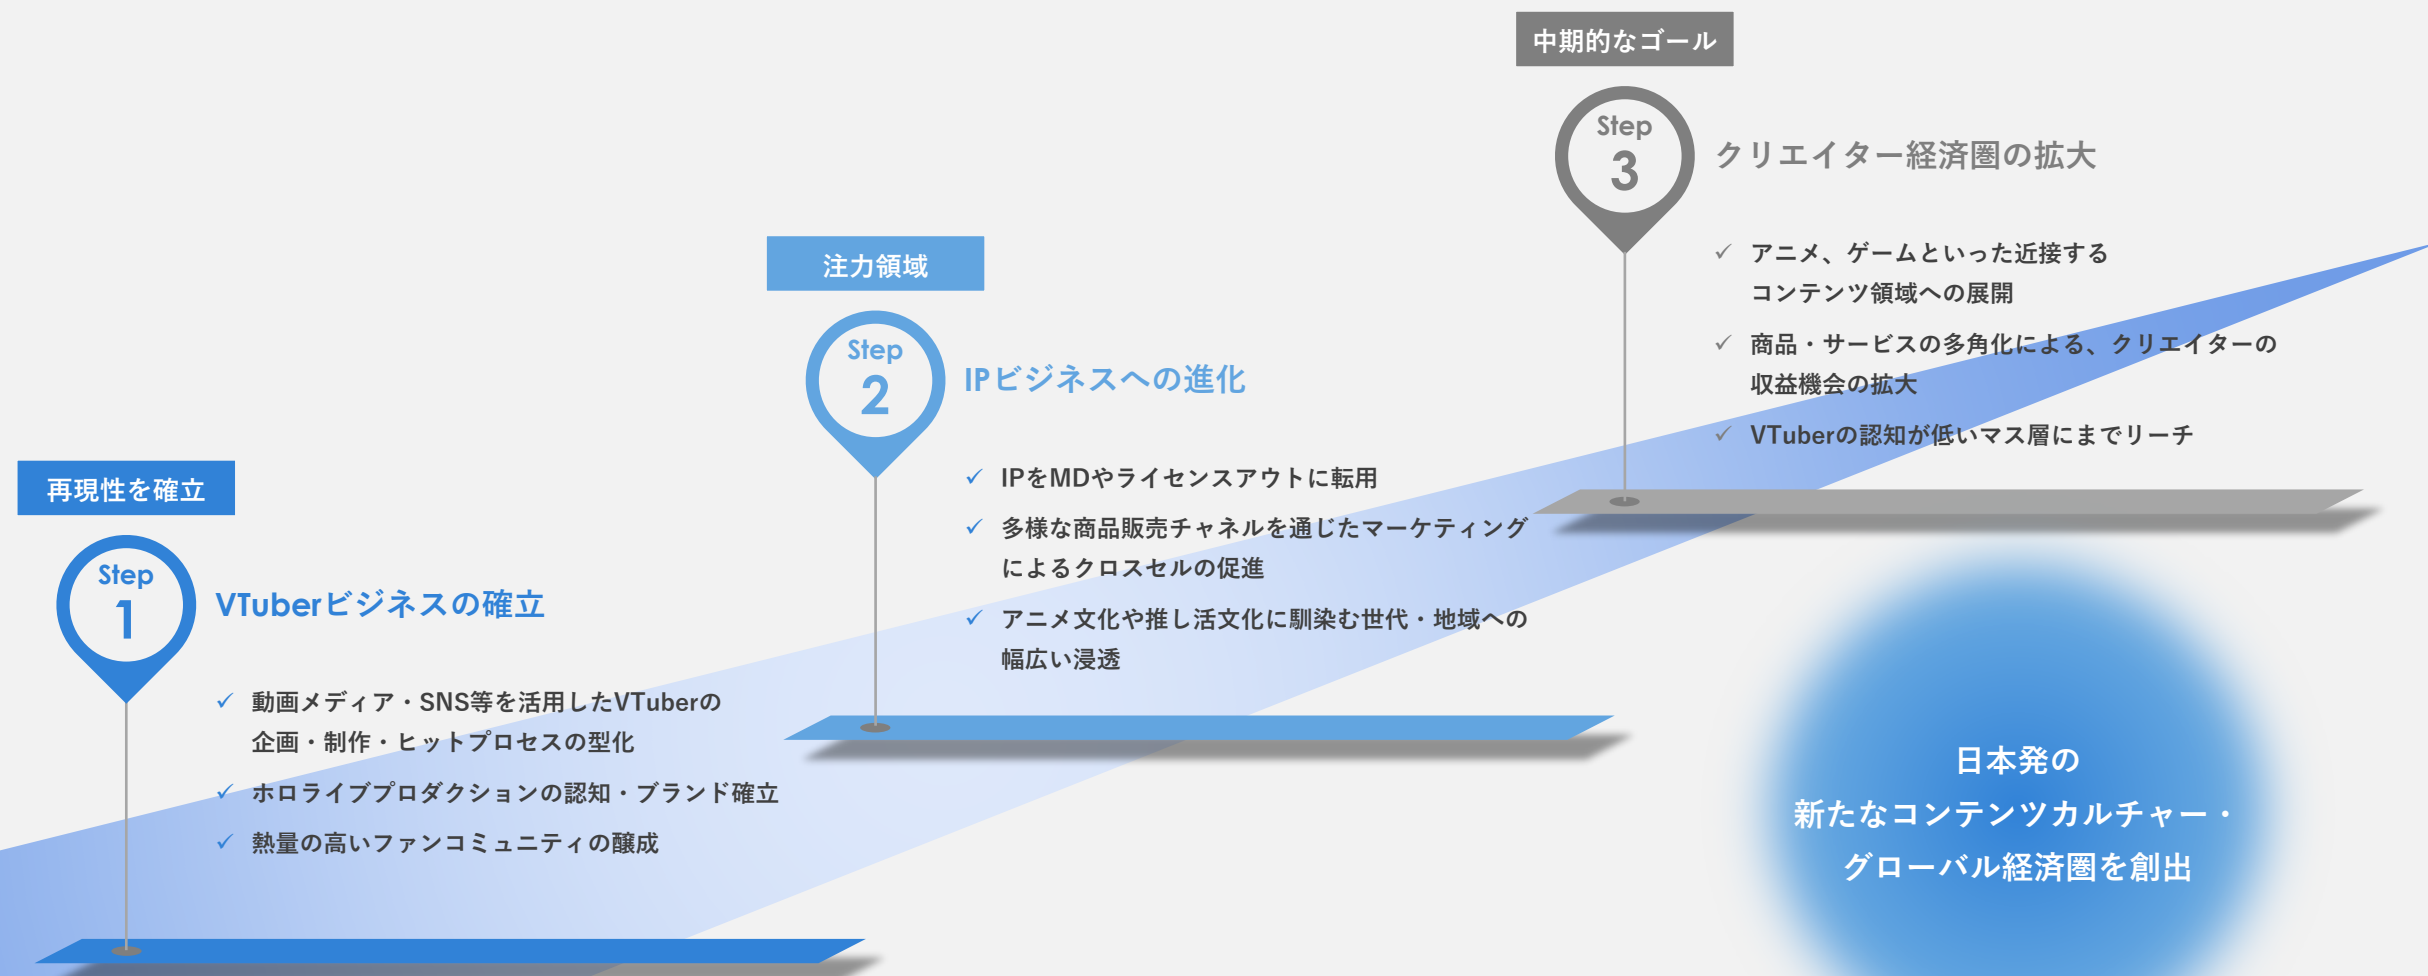 再現性を確立
Step
1
VTuberビジネスの確立
✓ 動画メディア・SNS等を活用したVTuberの
企画・制作・ヒットプロセスの型化
✓ ホロライブプロダクションの認知・ブランド確立
✓ 熱量の高いファンコミュニティの醸成
注力領域
Step
2
IPビジネスへの進化
✓ IPをMDやライセンスアウトに転用
✓ 多様な商品販売チャネルを通じたマーケティング
によるクロスセルの促進
✓ アニメ文化や推し活文化に馴染む世代・地域への
幅広い浸透
中期的なゴール
Step
3
クリエイター経済圏の拡大
✓ アニメ、ゲームといった近接する
コンテンツ領域への展開
✓ 商品・サービスの多角化による、クリエイターの
収益機会の拡大
✓ VTuberの認知が低いマス層にまでリーチ
日本発の
新たなコンテンツカルチャー・
グローバル経済圏を創出